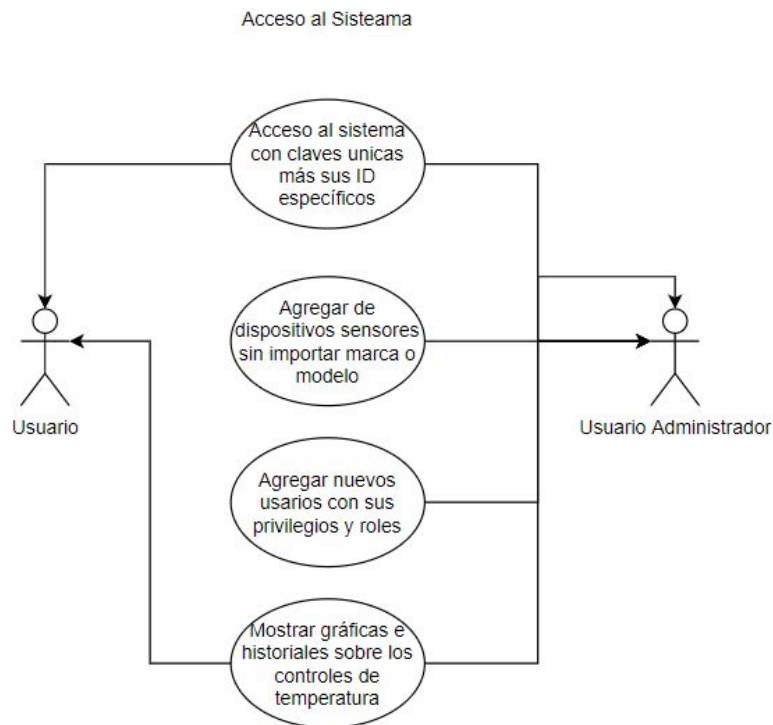 Acceso al Sisteama
Acceso al sistema
con claves unicas
más sus ID
específicos
Agregar de
dispositivos sensores
sin importar marca o
modelo
Usuario
Usuario Administrador
Agregar nuevos
usarios con sus
privilegios y roles
Mostrar gráficas e
historiales sobre los
controles de
temperatura